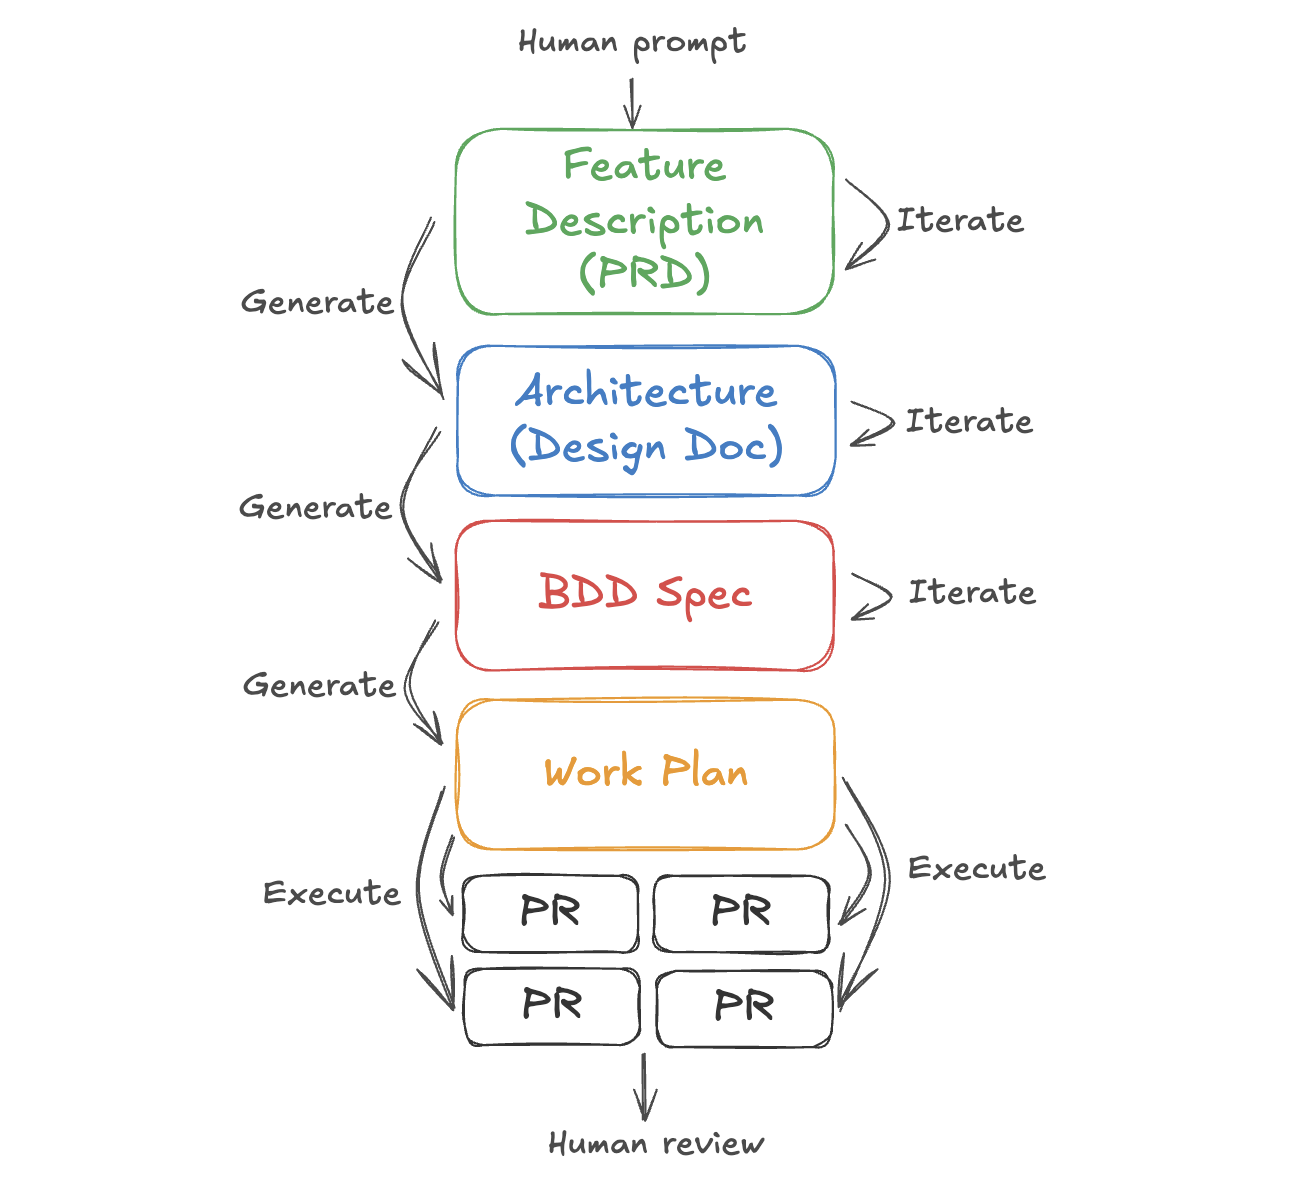 Human prompt
Feature
Description
(PRD)
Iterate
Generate
Architecture
(Design Doc)
Iterate
Generate
BDD Spec
Iterate
Generate
Work Plan
Execute
Execute
PR
PR
PR
PR
Human review